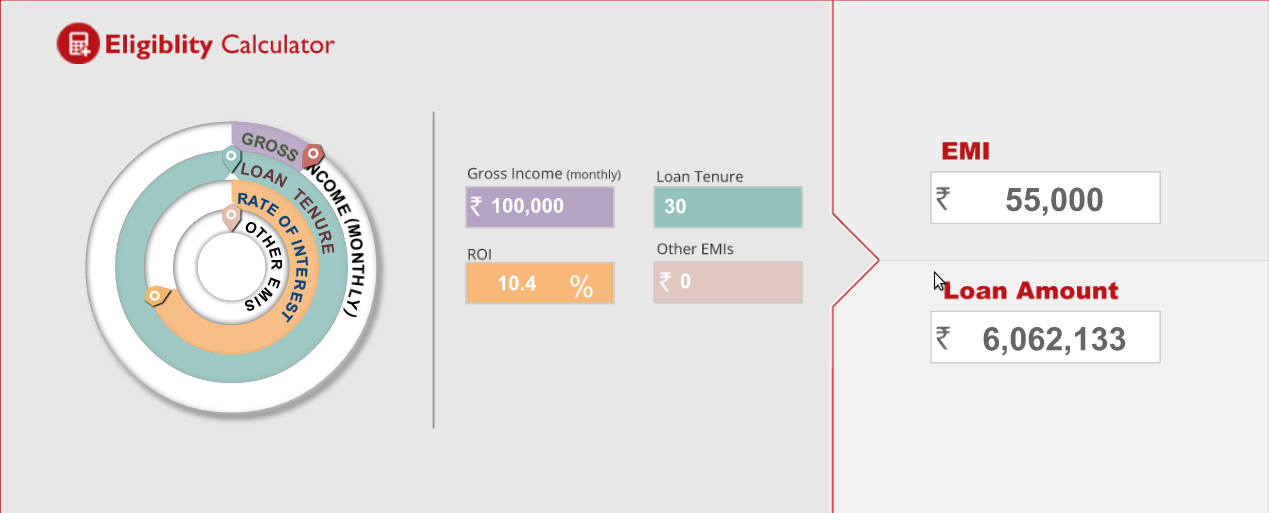 Eligiblity Calculator
GROSS INCOME (MONTHLY)
LOAN TENURE
RATE OF INTEREST
OTHER EMIS
Gross Income (monthly)
₹ 100,000
Loan Tenure
30
ROI
10.4 %
Other EMIs
₹ 0
EMI
₹ 55,000
Loan Amount
₹ 6,062,133